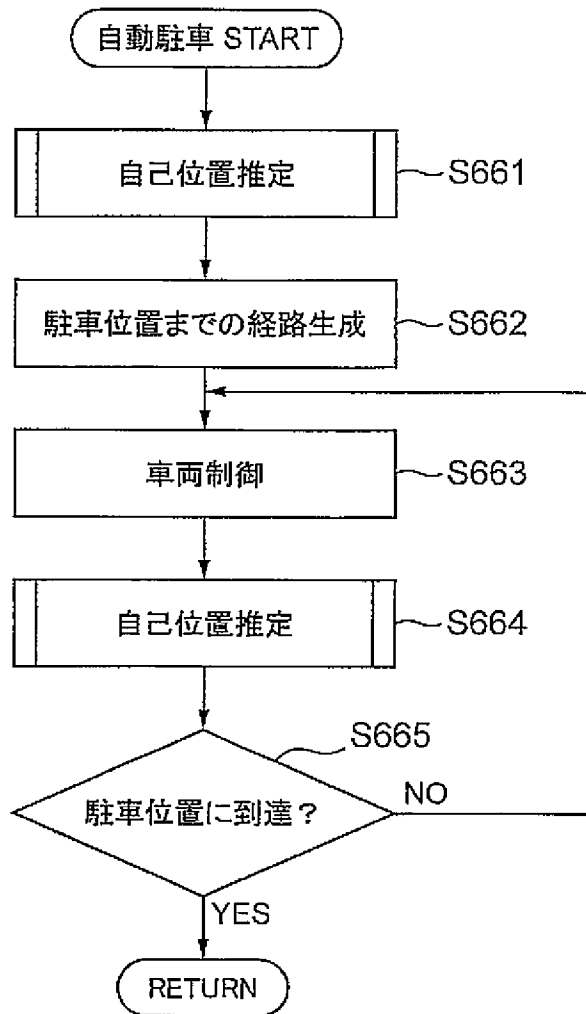 自動駐車 START
自己位置推定
S661
駐車位置までの経路生成
S662
車両制御
S663
自己位置推定
S664
S665
駐車位置に到達?
NO
YES
RETURN